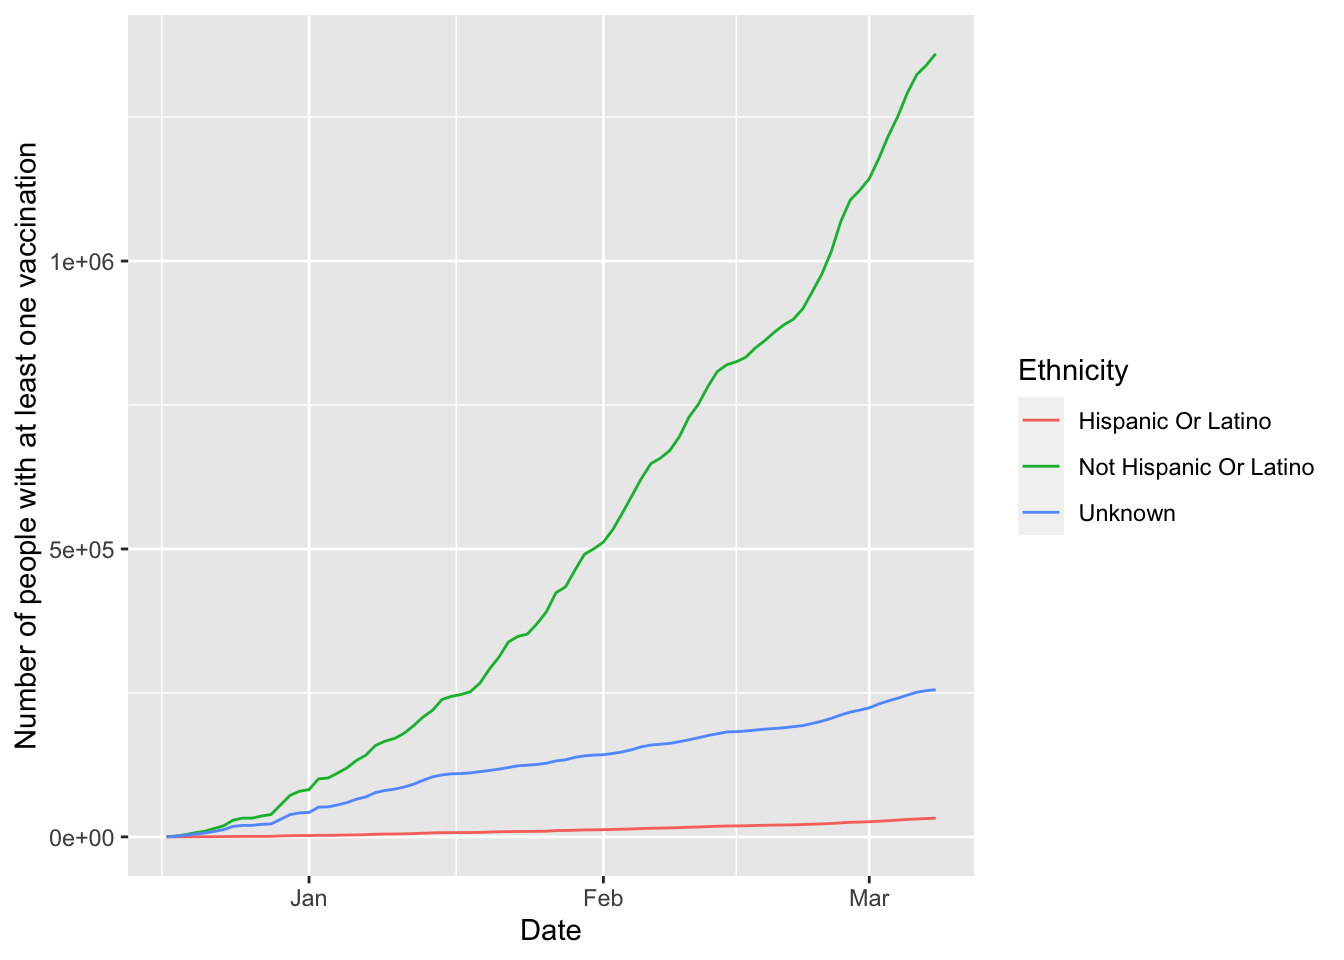 Number of people with at least one vaccination
1e+06
5e+05
0e+00
Jan
Feb
Mar
Date
Ethnicity
Hispanic Or Latino
Not Hispanic Or Latino
Unknown